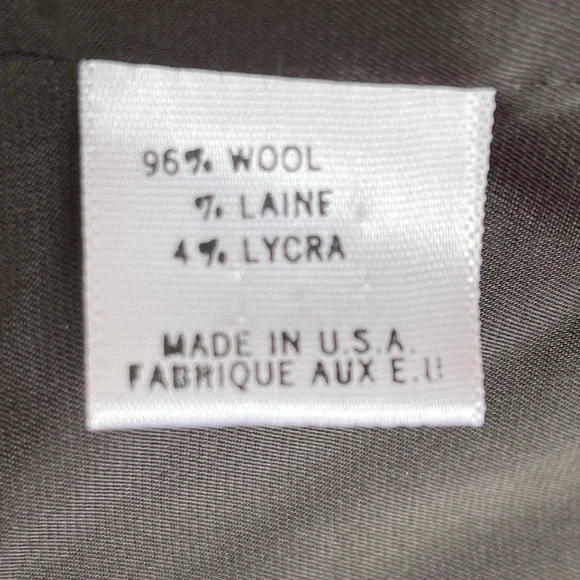 96% WOOL
% LAINE
4% LYCRA
MADE IN U.S.A.
FABRIQUE AUX E.U